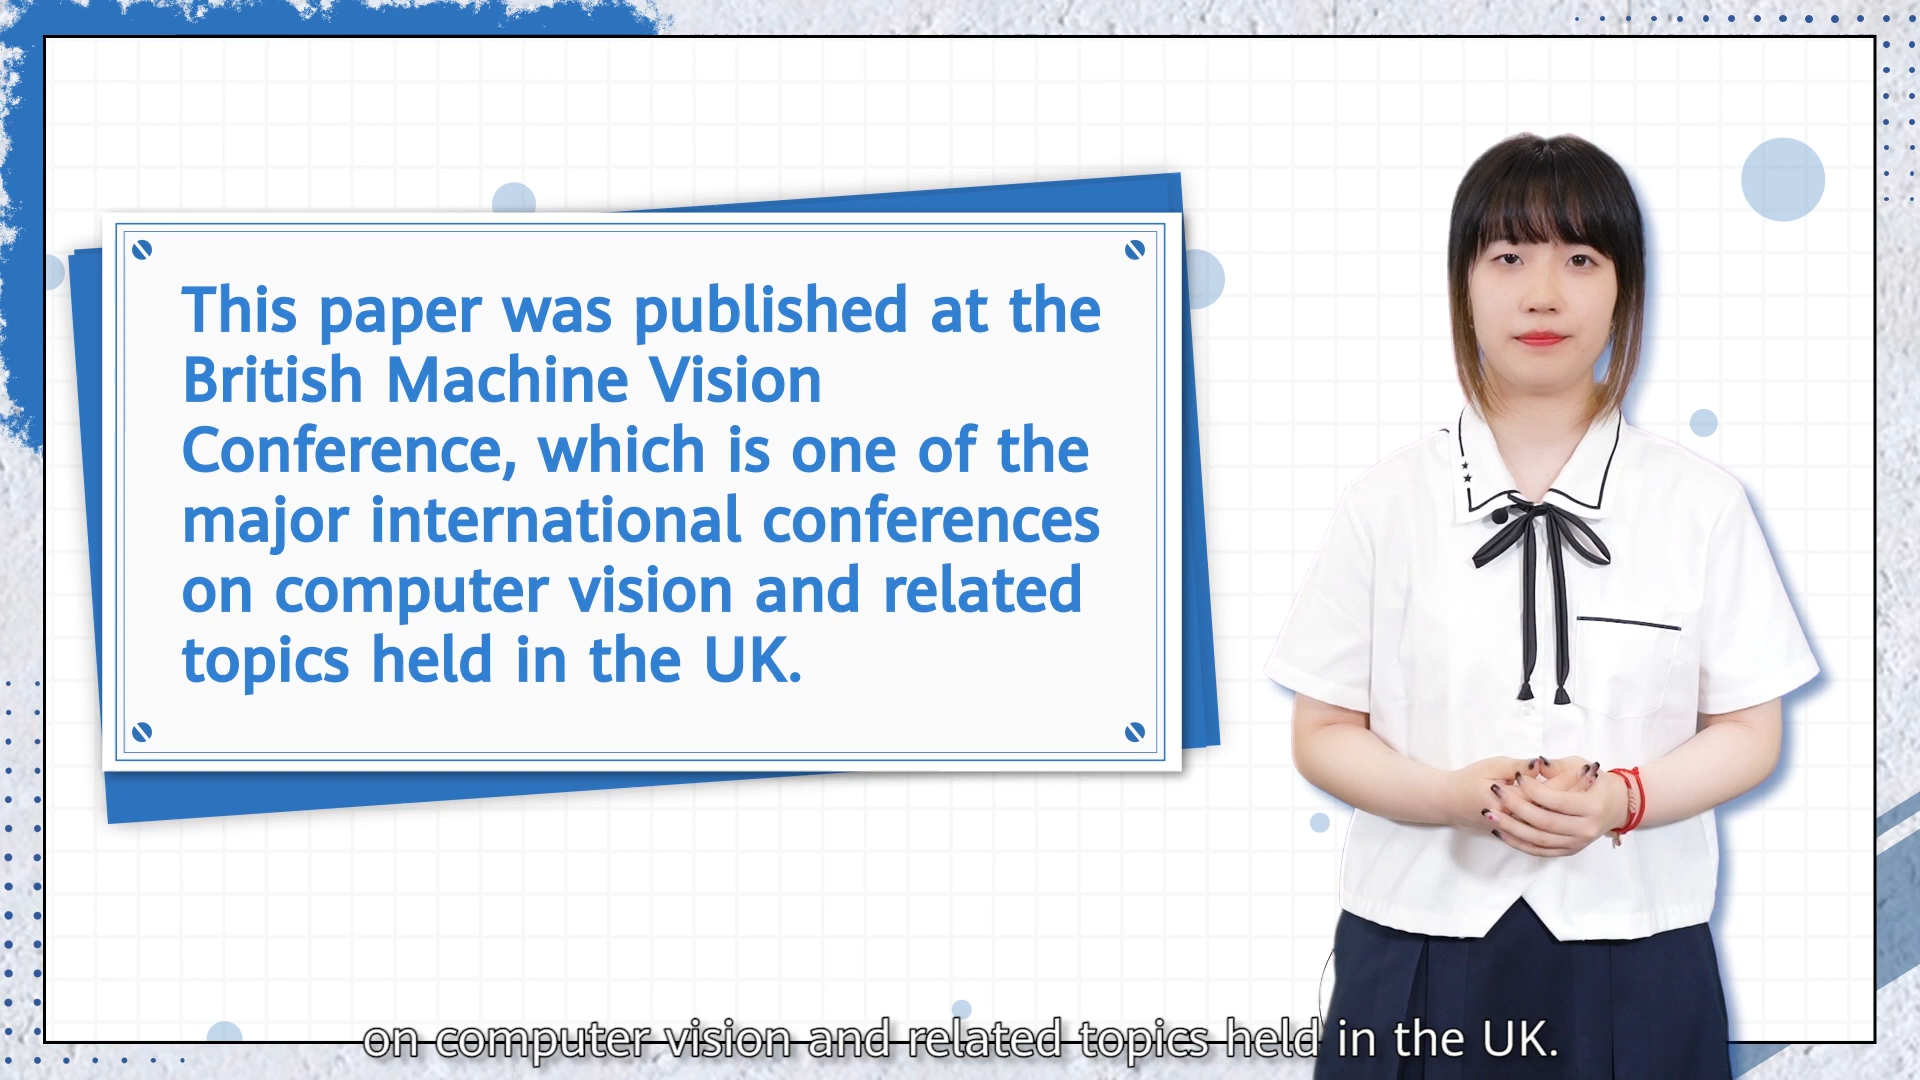 This paper was published at the
British Machine Vision
Conference, which is one of the
major international conferences
on computer vision and related
topics held in the UK.
on computer vision and related topics held in the UK.